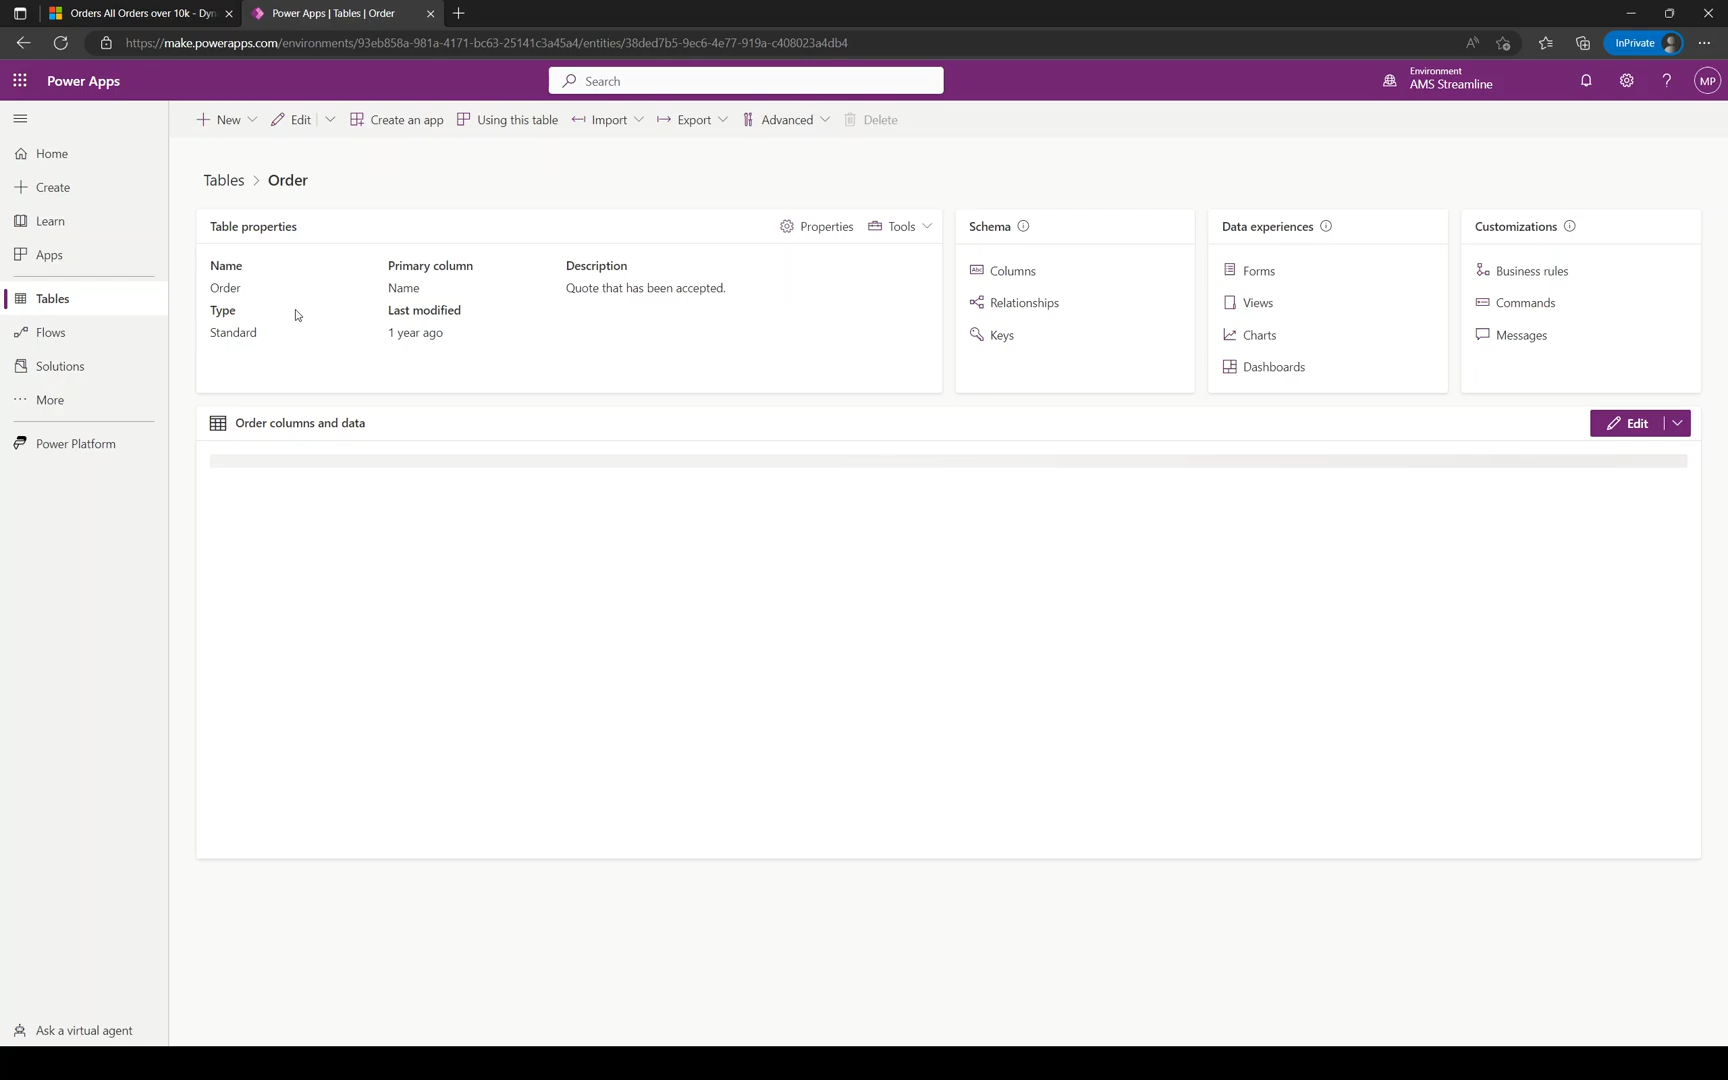 Orders All Orders over 10k - Dyn
Power Apps | Tables | Order
https://make.powerapps.com/environments/93eb858a-981a-4171-bc63-25141c3a45a4/entities/38ded7b5-9ec6-4e77-919a-c408023a4db4
InPrivate
Power Apps
Search
Environment
AMS Streamline
MP
New
Edit
Create an app
Using this table
Import
Export
Advanced
Delete
Home
Create
Learn
Apps
Tables
Flows
Solutions
More
Power Platform
Ask a virtual agent
Tables > Order
Table properties
Properties
Tools
Name
Primary column
Description
Order
Name
Quote that has been accepted.
Type
Last modified
Standard
1 year ago
Schema
Columns
Relationships
Keys
Data experiences
Forms
Views
Charts
Dashboards
Customizations
Business rules
Commands
Messages
Order columns and data
Edit